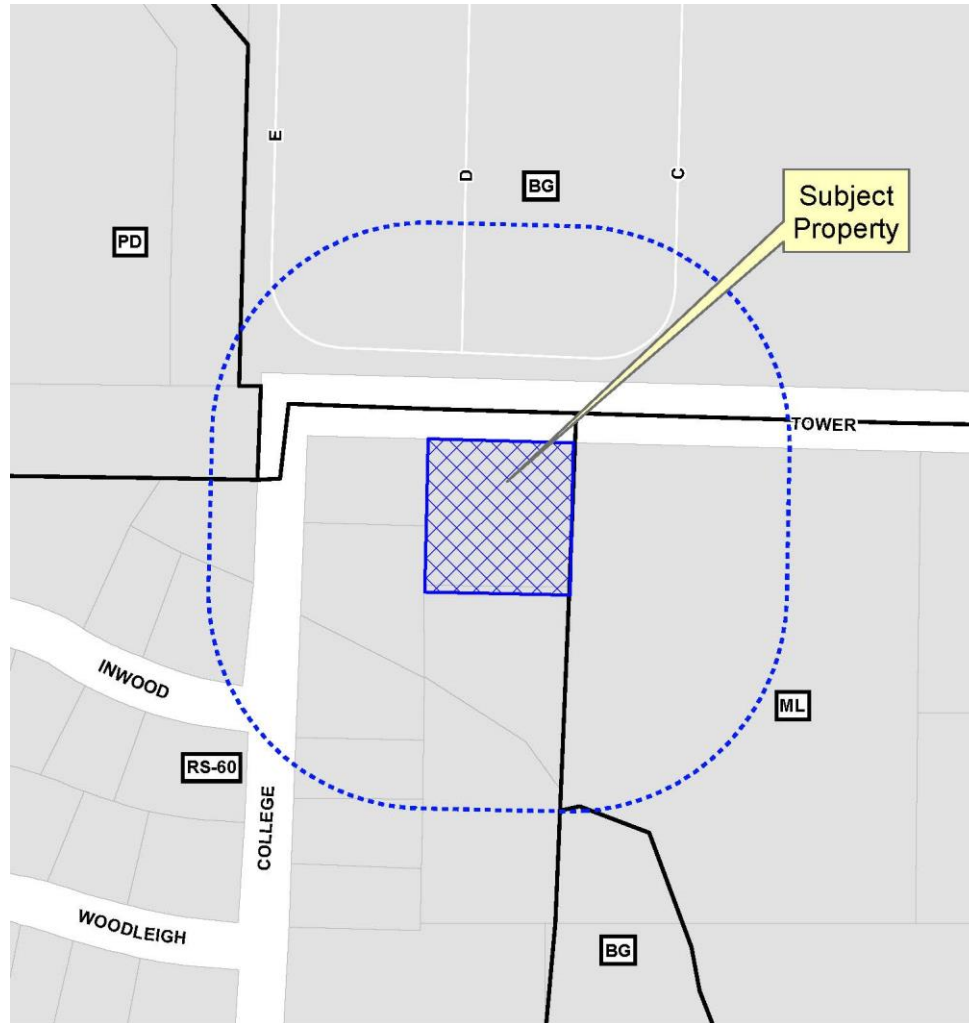 E
D
BG
C
Subject
Property
PD
TOWER
INWOOD
ML
RS-60
COLLEGE
WOODLEIGH
BG